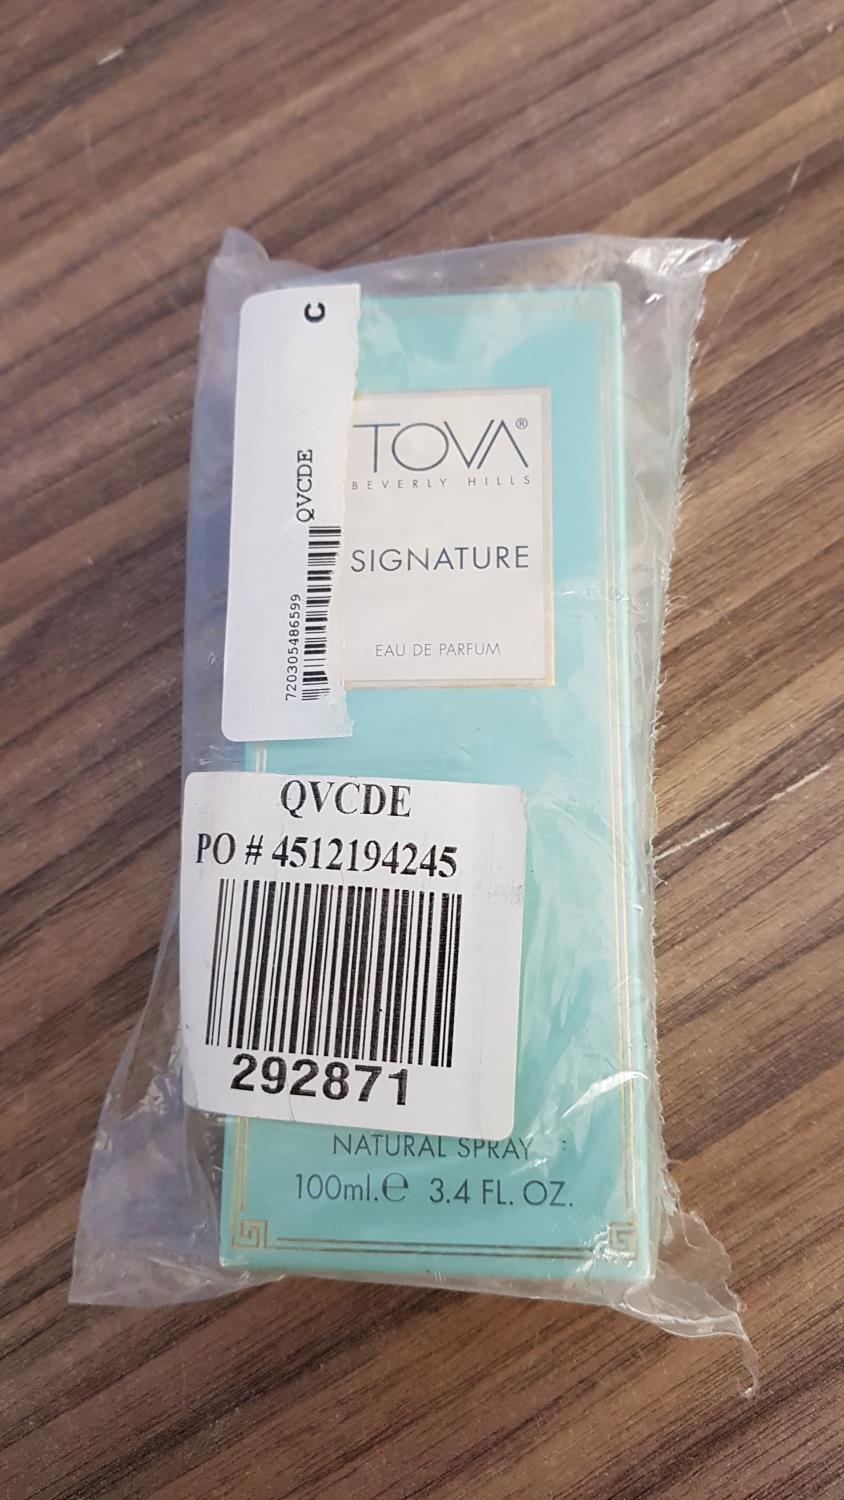 C
QVCDE
720305486599
TOVA®
BEVERLY HILLS
SIGNATURE
EAU DE PARFUM
QVCDE
PO # 4512194245
292871
NATURAL SPRAY
100ml.e 3.4 FL. OZ.